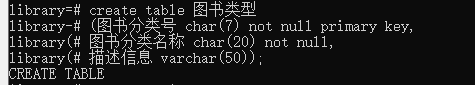 library=# create table 图书类型
library-# (图书分类号 char(7) not null primary key,
library(# 图书分类名称 char(20) not null,
library(# 描述信息 varchar(50));
CREATE TABLE